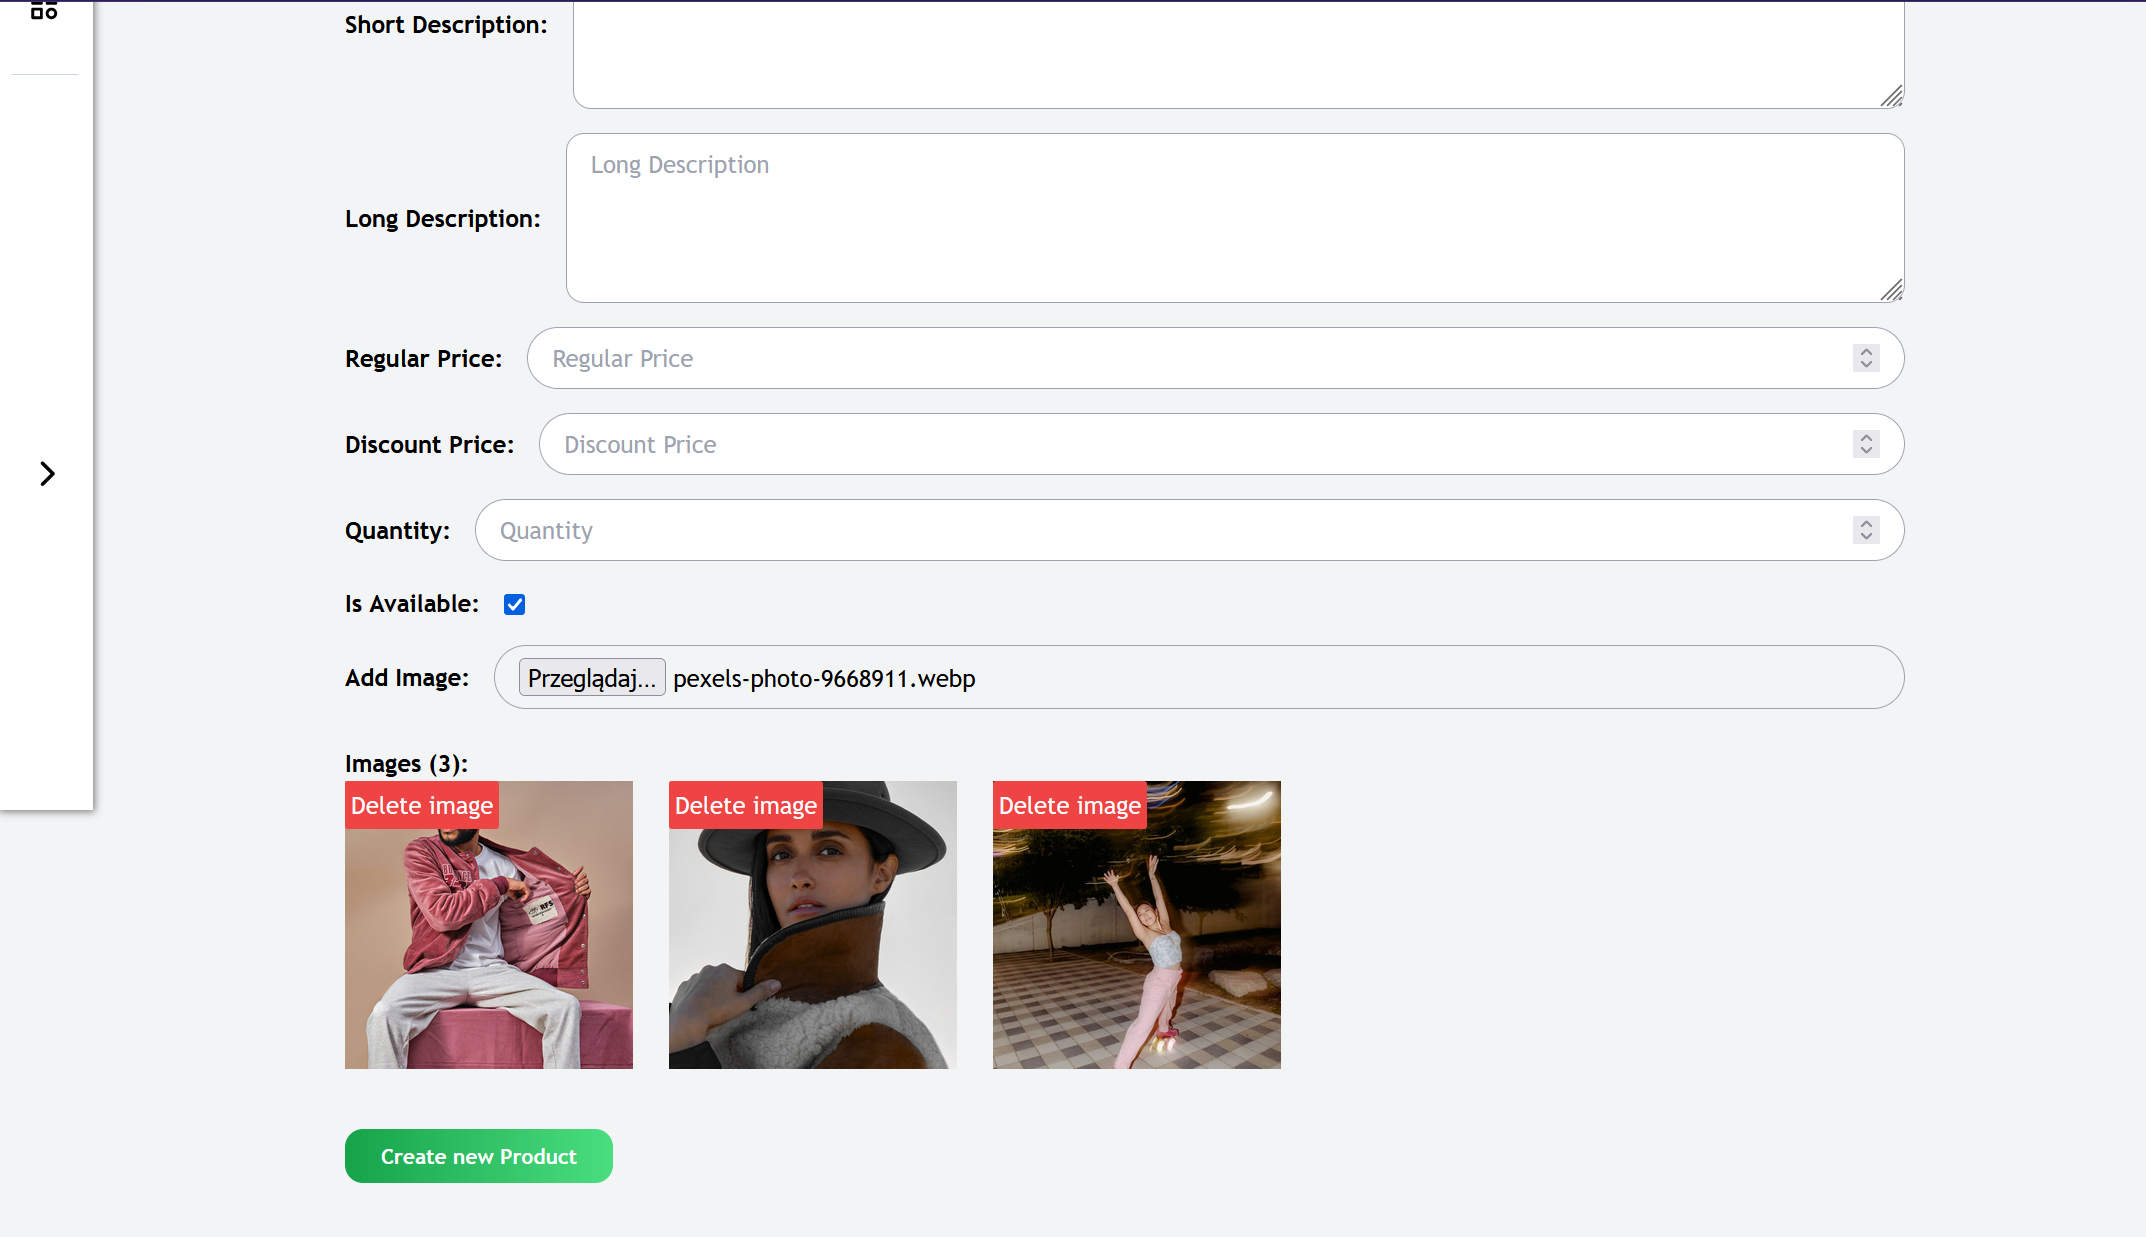 Short Description:
Long Description
Long Description:
Regular Price: Regular Price
Discount Price: Discount Price
Quantity: Quantity
Is Available:
Add Image: Przeglądaj... pexels-photo-9668911.webp
Images (3):
Delete image Delete image Delete image
RFS
Create new Product